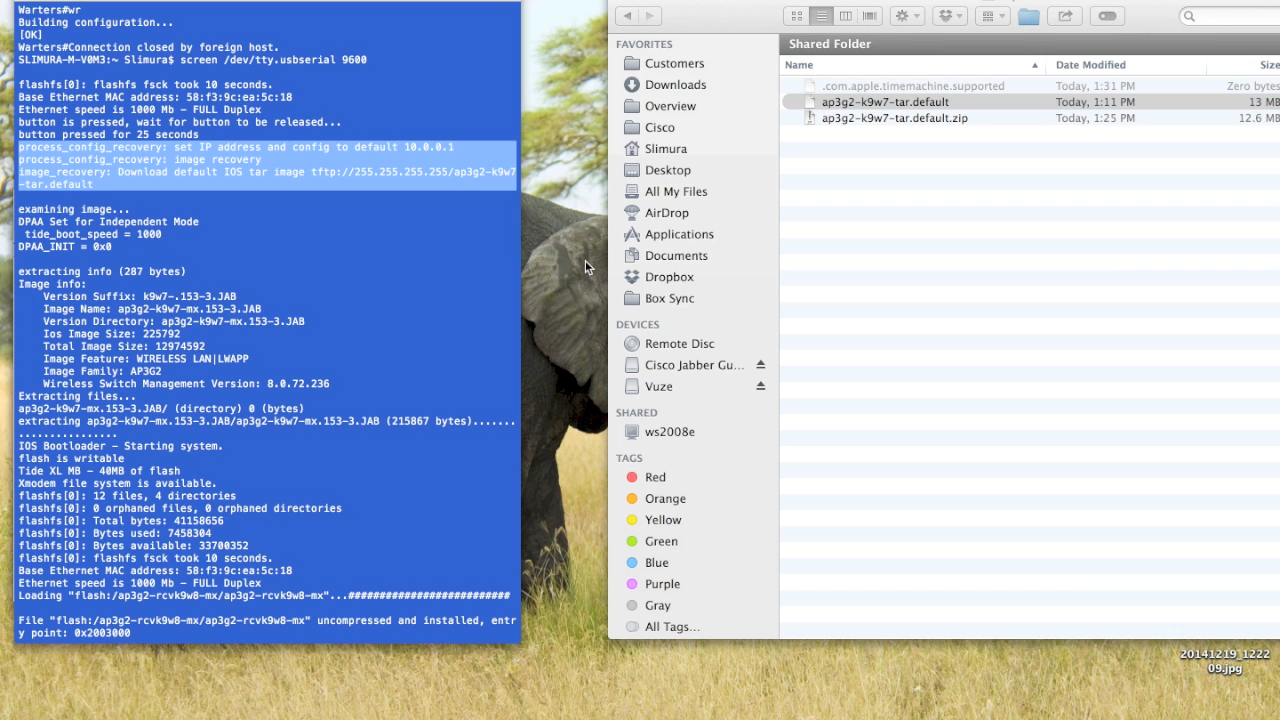 Warters#wr
Building configuration...
[OK]
Warters#Connection closed by foreign host.
SLIMURA-M-V0M3:~ Slimura$ screen /dev/tty.usbserial 9600
flashfs[0]: flashfs fsck took 10 seconds.
Base Ethernet MAC address: 58:f3:9c:ea:5c:18
Ethernet speed is 1000 Mb - FULL Duplex
button is pressed, wait for button to be released...
button pressed for 25 seconds
process_config_recovery: set IP address and config to default 10.0.0.1
process_config_recovery: image recovery
image_recovery: Download default IOS tar image tftp://255.255.255.255/ap3g2-k9w7
-tar.default
examining image...
DPAA Set for Independent Mode
tide_boot_speed = 1000
DPAA_INIT = 0x0
extracting info (287 bytes)
Image info:
Version Suffix: k9w7-.153-3.JAB
Image Name: ap3g2-k9w7-mx.153-3.JAB
Version Directory: ap3g2-k9w7-mx.153-3.JAB
Ios Image Size: 225792
Total Image Size: 12974592
Image Feature: WIRELESS LAN|LWAPP
Image Family: AP3G2
Wireless Switch Management Version: 8.0.72.236
Extracting files...
ap3g2-k9w7-mx.153-3.JAB/ (directory) 0 (bytes)
extracting ap3g2-k9w7-mx.153-3.JAB/ap3g2-k9w7-mx.153-3.JAB (215867 bytes).......
................
IOS Bootloader - Starting system.
flash is writable
Tide XL MB - 40MB of flash
Xmodem file system is available.
flashfs[0]: 12 files, 4 directories
flashfs[0]: 0 orphaned files, 0 orphaned directories
flashfs[0]: Total bytes: 41158656
flashfs[0]: Bytes used: 7458304
flashfs[0]: Bytes available: 33700352
flashfs[0]: flashfs fsck took 10 seconds.
Base Ethernet MAC address: 58:f3:9c:ea:5c:18
Ethernet speed is 1000 Mb - FULL Duplex
Loading "flash:/ap3g2-rcvk9w8-mx/ap3g2-rcvk9w8-mx"...##########################
File "flash:/ap3g2-rcvk9w8-mx/ap3g2-rcvk9w8-mx" uncompressed and installed, entr
y point: 0x2003000
FAVORITES
Customers
Downloads
Overview
Cisco
Slimura
Desktop
All My Files
AirDrop
Applications
Documents
Dropbox
Box Sync
DEVICES
Remote Disc
Cisco Jabber Gu...
Vuze
SHARED
ws2008e
TAGS
Red
Orange
Yellow
Green
Blue
Purple
Gray
All Tags...
Shared Folder
Name Date Modified Size
.com.apple.timemachine.supported Today, 1:31 PM Zero bytes
ap3g2-k9w7-tar.default Today, 1:11 PM 13 MB
ap3g2-k9w7-tar.default.zip Today, 1:25 PM 12.6 MB
20141219_1222
09.jpg